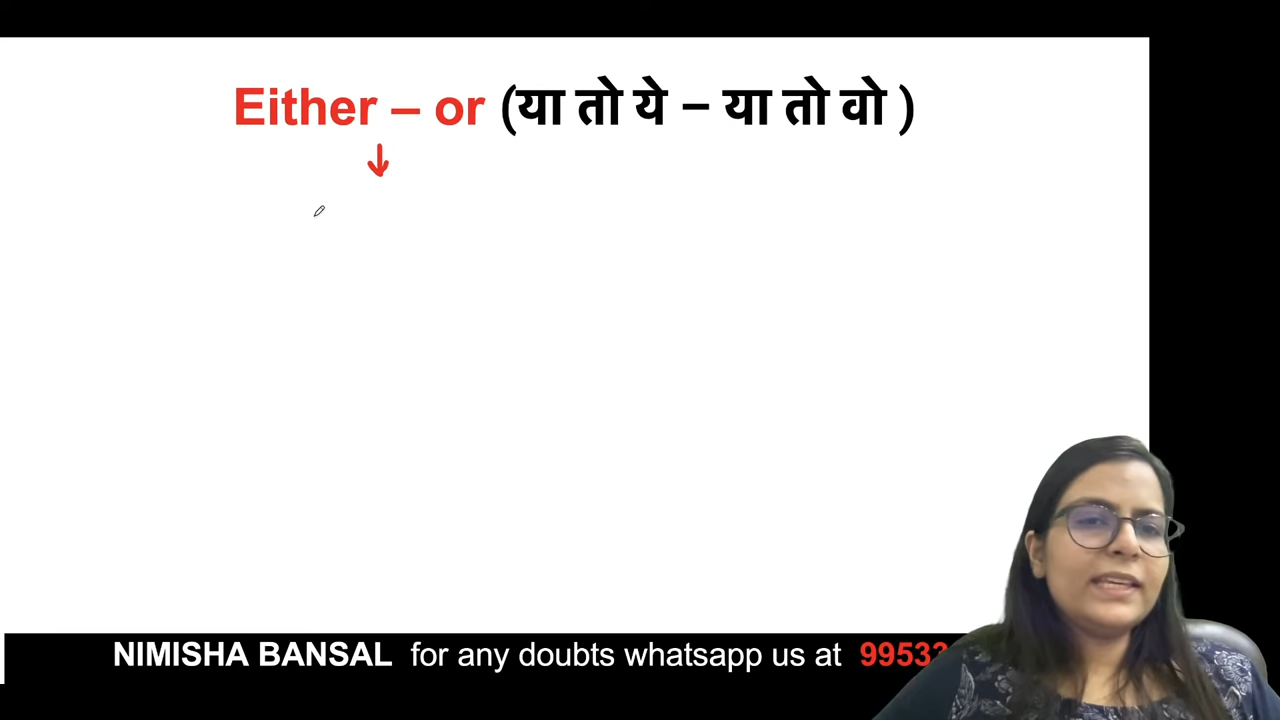 Either – or (या तो ये – या तो वो )
NIMISHA BANSAL for any doubts whatsapp us at